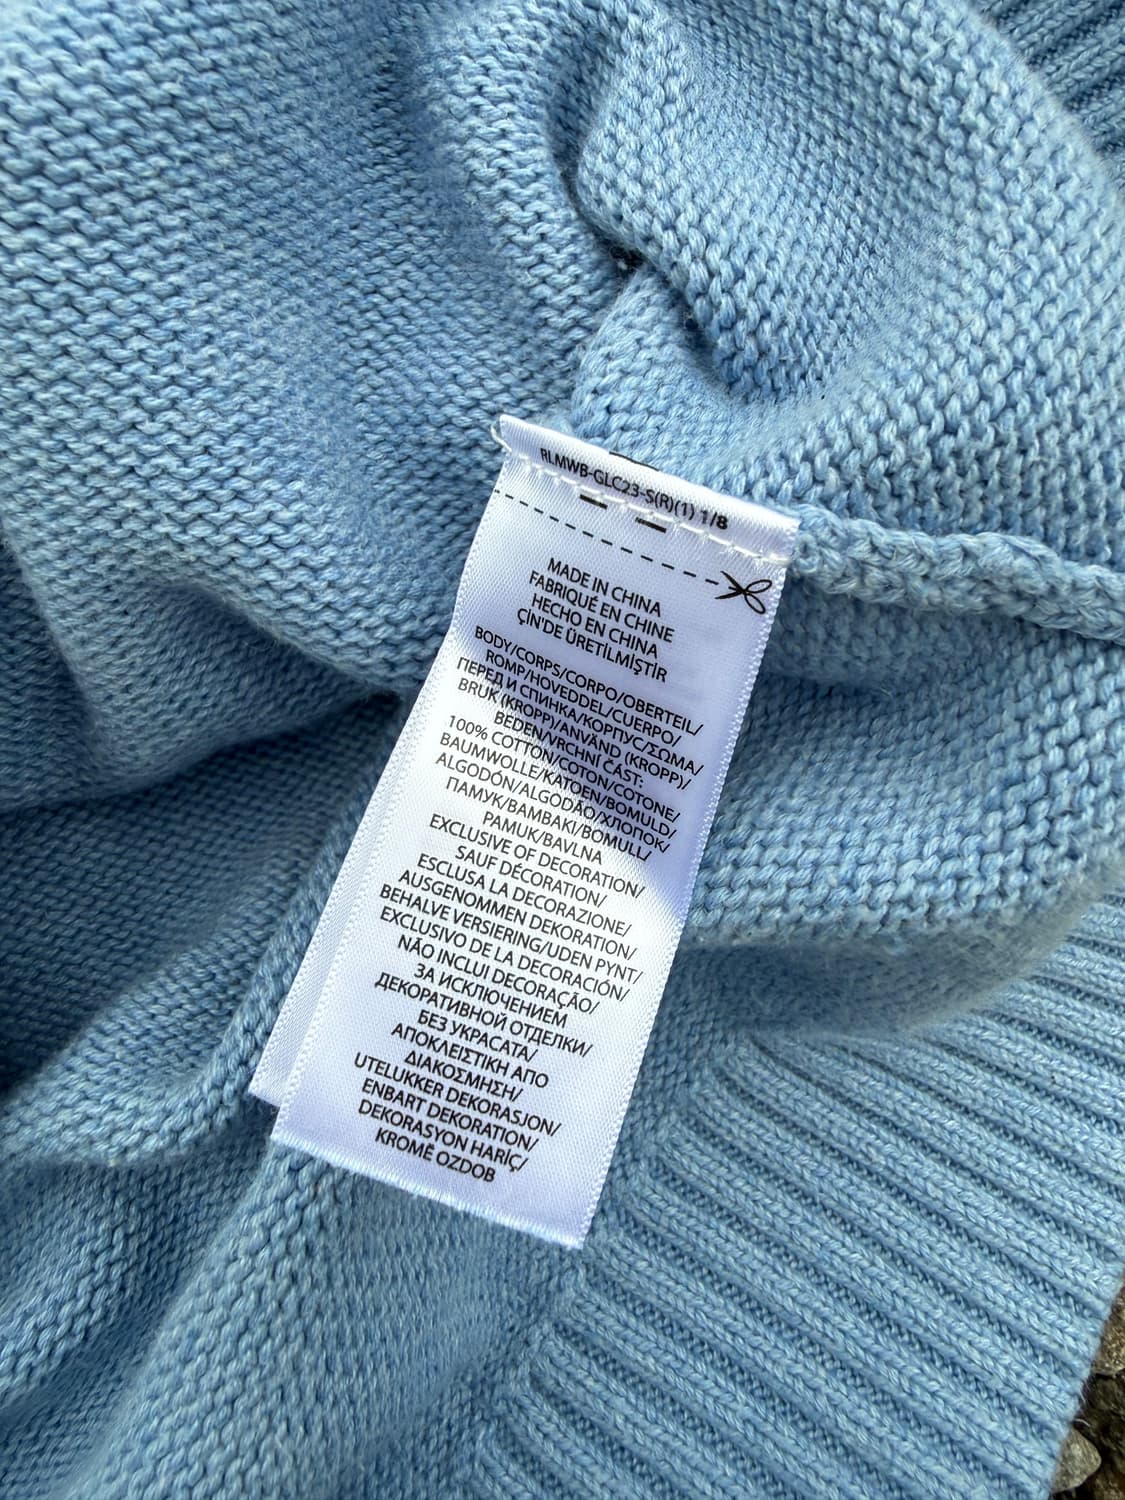 RLMWB-GLC23-S(R)(1) 1/8
MADE IN CHINA
FABRIQUÉ EN CHINE
HECHO EN CHINA
ÇİN'DE ÜRETİLMİŞTİR
BODY/CORPS/CORPO/OBERTEIL/
ROMP/HOVEDDEL/CUERPO/
ПЕРЕД И СПИНКА/КОРПУС/ΣΩΜΑ/
BRUK (KROPP)/ANVÄND (KROPP)/
BEDEN/VRCHNÍ ČÁST:
100% COTTON/COTON/COTONE/
BAUMWOLLE/KATOEN/BOMULD/
ALGODÓN/ALGODÃO/ХЛОПОК/
ПАМУК/ΒΑΜΒΑΚΙ/BOMULL/
PAMUK/BAVLNA
EXCLUSIVE OF DECORATION/
SAUF DÉCORATION/
ESCLUSA LA DECORAZIONE/
AUSGENOMMEN DEKORATION/
BEHALVE VERSIERING/UDEN PYNT/
EXCLUSIVO DE LA DECORACIÓN/
NÃO INCLUI DECORAÇÃO/
ЗА ИСКЛЮЧЕНИЕМ
ДЕКОРАТИВНОЙ ОТДЕЛКИ/
БЕЗ УКРАСАТА/
ΑΠΟΚΛΕΙΣΤΙΚΗ ΑΠΟ
ΔΙΑΚΟΣΜΗΣΗ/
UTELUKKER DEKORASJON/
ENBART DEKORATION/
DEKORASYON HARİÇ/
KROMĚ OZDOB